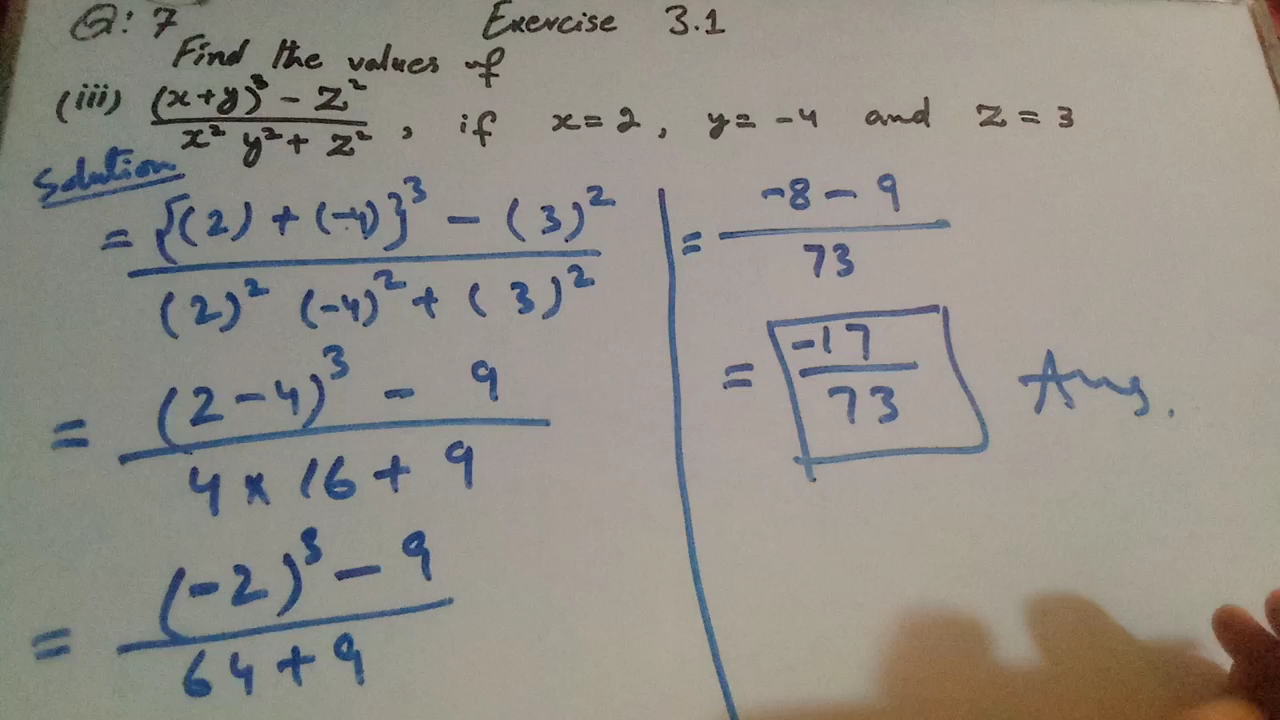 Q: 7 Exercise 3.1
Find the values of
(iii) (x+y)³ - z² / x² y² + z² , if x = 2, y = -4 and z = 3
Solution
= {(2) + (-4)}³ - (3)² / (2)² (-4)² + (3)²
= (2-4)³ - 9 / 4 × 16 + 9
= (-2)³ - 9 / 64 + 9
= -8 - 9 / 73
= -17 / 73 Ans.